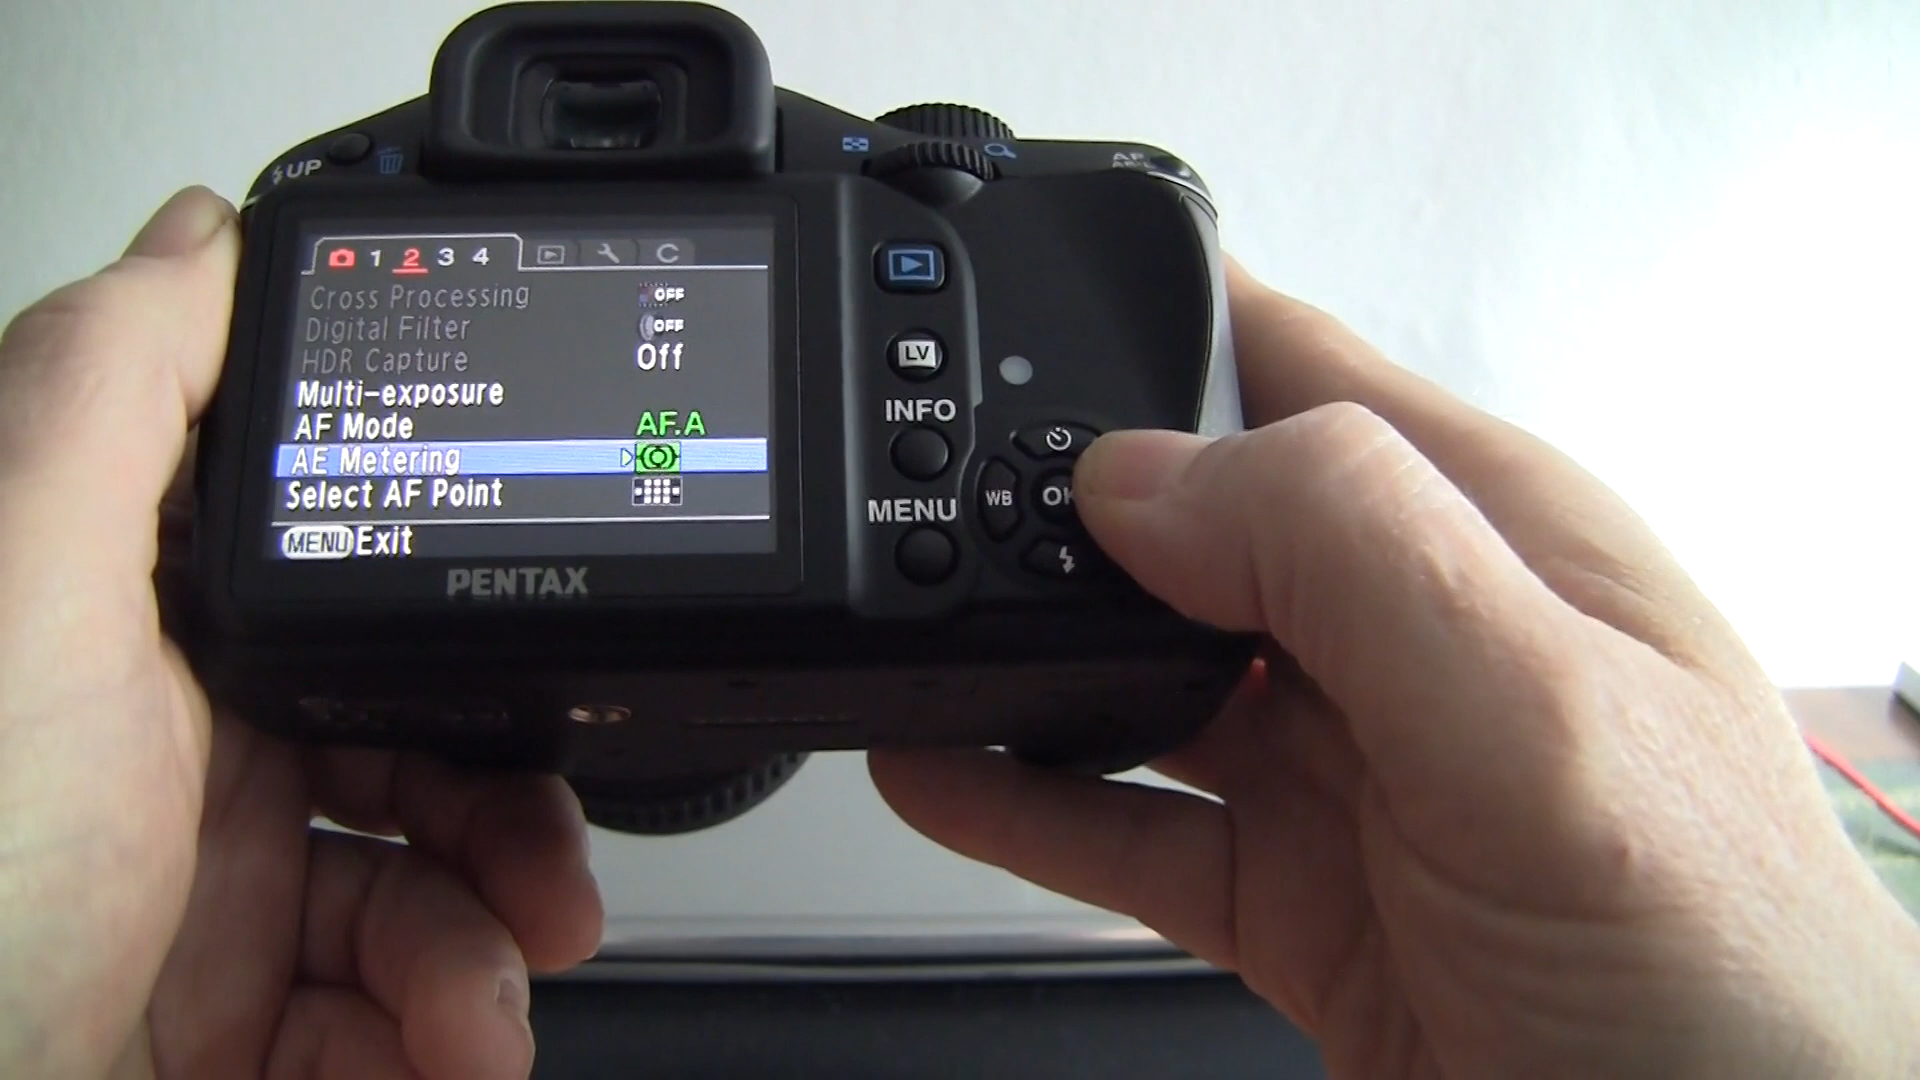 UP
AF
1 2 3 4 C
Cross Processing OFF
Digital Filter OFF
HDR Capture Off
Multi-exposure
AF Mode AF.A
AE Metering
Select AF Point
MENU Exit
PENTAX
LV
INFO
MENU
WB
OK